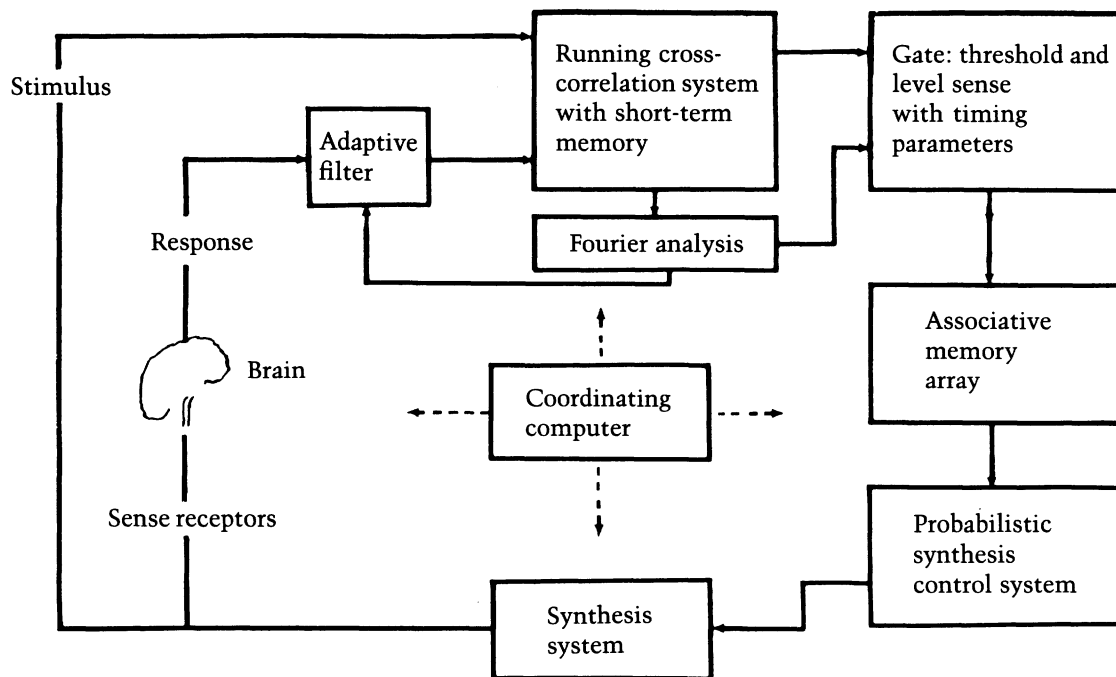 Stimulus
Running cross-
correlation system
with short-term
memory
Gate: threshold and
level sense
with timing
parameters
Adaptive
filter
Response
Fourier analysis
Associative
memory
array
Brain
Coordinating
computer
Sense receptors
Probabilistic
synthesis
control system
Synthesis
system